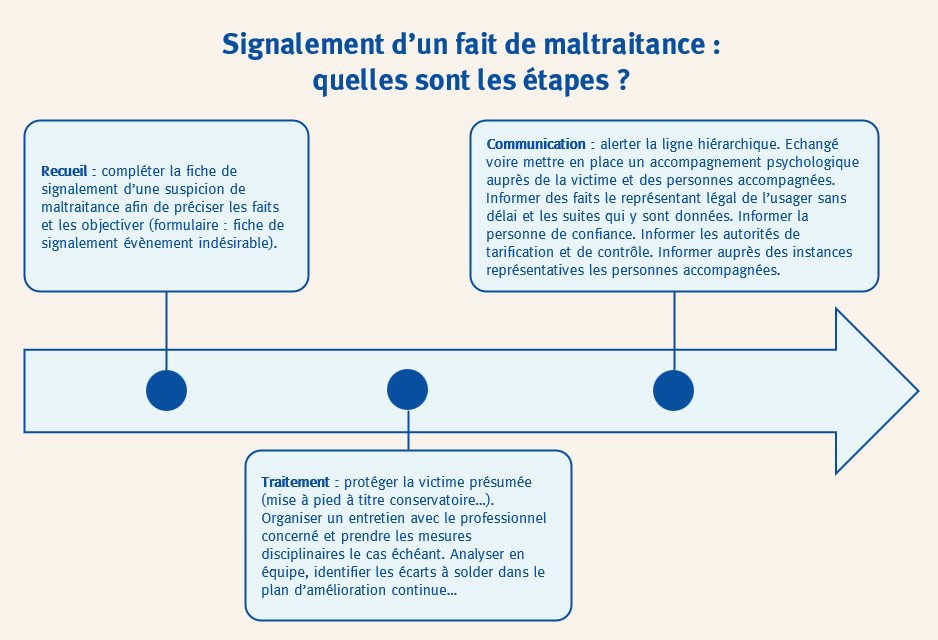 Signalement d’un fait de maltraitance :
quelles sont les étapes ?
Recueil : compléter la fiche de
signalement d’une suspicion de
maltraitance afin de préciser les faits
et les objectiver (formulaire : fiche de
signalement évènement indésirable).
Communication : alerter la ligne hiérarchique. Echangé
voire mettre en place un accompagnement psychologique
auprès de la victime et des personnes accompagnées.
Informer des faits le représentant légal de l’usager sans
délai et les suites qui y sont données. Informer la
personne de confiance. Informer les autorités de
tarification et de contrôle. Informer auprès des instances
représentatives les personnes accompagnées.
Traitement : protéger la victime présumée
(mise à pied à titre conservatoire...).
Organiser un entretien avec le professionnel
concerné et prendre les mesures
disciplinaires le cas échéant. Analyser en
équipe, identifier les écarts à solder dans le
plan d’amélioration continue...